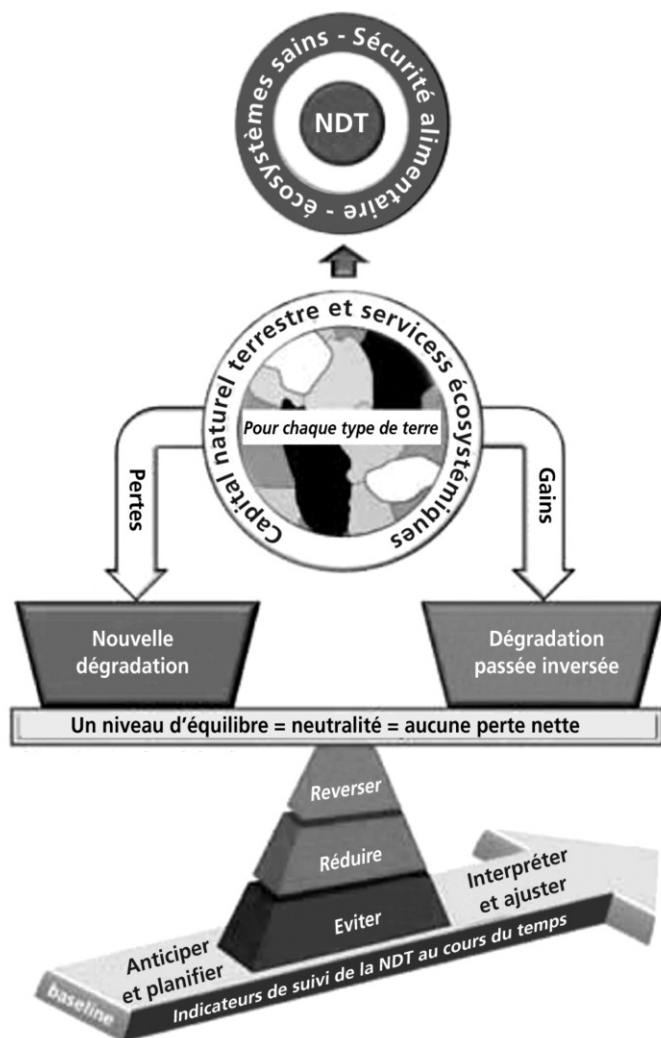 écosystèmes sains - Sécurité alimentaire -
NDT
Capital naturel terrestre et servicess écosystémiques
Pour chaque type de terre
Pertes
Gains
Nouvelle
dégradation
Dégradation
passée inversée
Un niveau d’équilibre = neutralité = aucune perte nette
Reverser
Réduire
Eviter
Interpréter
et ajuster
Anticiper
et planifier
Indicateurs de suivi de la NDT au cours du temps
baseline